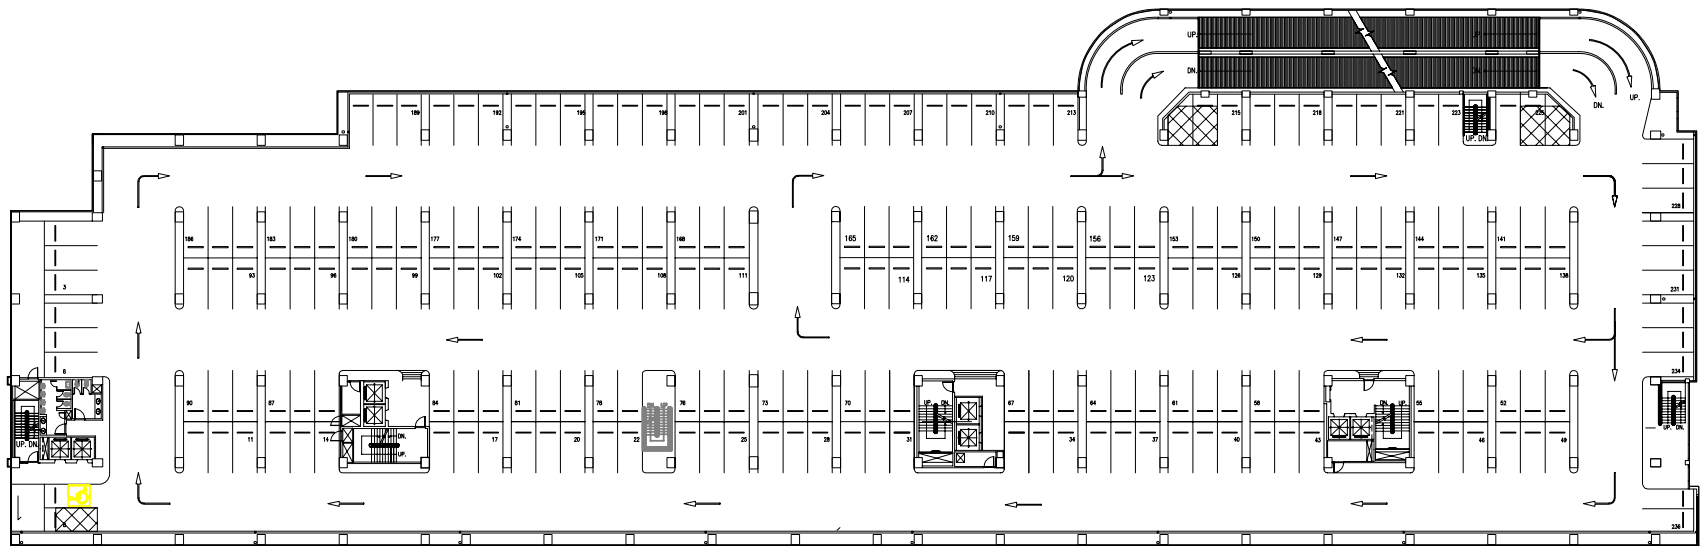 UP. UP.
DN. DN.
DN. UP.
189 192 195 198 201 204 207 210 213 215 218 221 223 225
UP. DN.
228
186 183 180 177 174 171 168 165 162 159 156 153 150 147 144 141
93 96 99 102 105 108 111 114 117 120 123 126 129 132 135 138
3 231
6 234
90 87 84 81 78 76 73 70 67 64 61 58 55 52
UP. DN. DN. UP.
UP. DN. UP. DN.
11 14 17 20 22 25 28 31 34 37 40 43 46 49
DN.
UP.
236